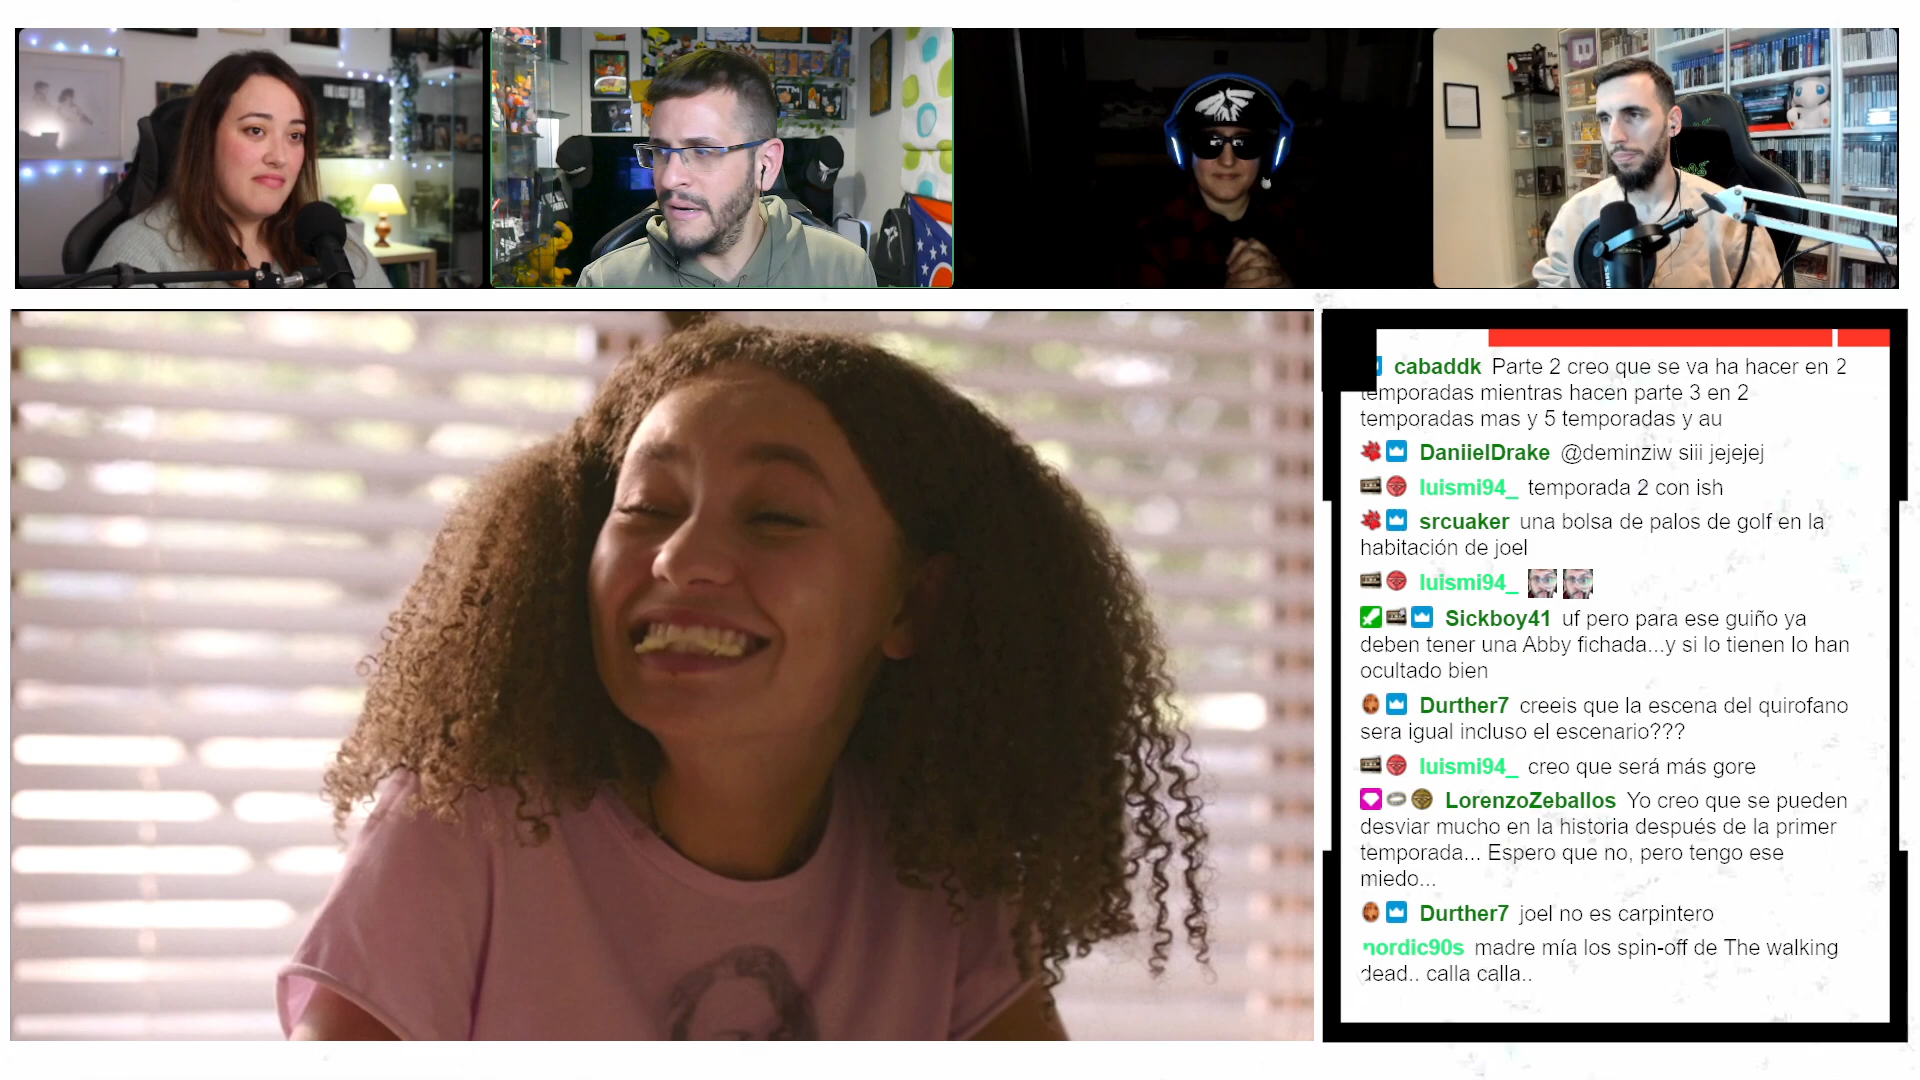 cabaddk Parte 2 creo que se va ha hacer en 2
temporadas mientras hacen parte 3 en 2
temporadas mas y 5 temporadas y au
DaniielDrake @deminziw siii jejejej
luismi94_ temporada 2 con ish
srcuaker una bolsa de palos de golf en la
habitación de joel
luismi94_
Sickboy41 uf pero para ese guiño ya
deben tener una Abby fichada...y si lo tienen lo han
ocultado bien
Durther7 creeis que la escena del quirofano
sera igual incluso el escenario???
luismi94_ creo que será más gore
LorenzoZeballos Yo creo que se pueden
desviar mucho en la historia después de la primer
temporada... Espero que no, pero tengo ese
miedo...
Durther7 joel no es carpintero
nordic90s madre mía los spin-off de The walking
dead.. calla calla..